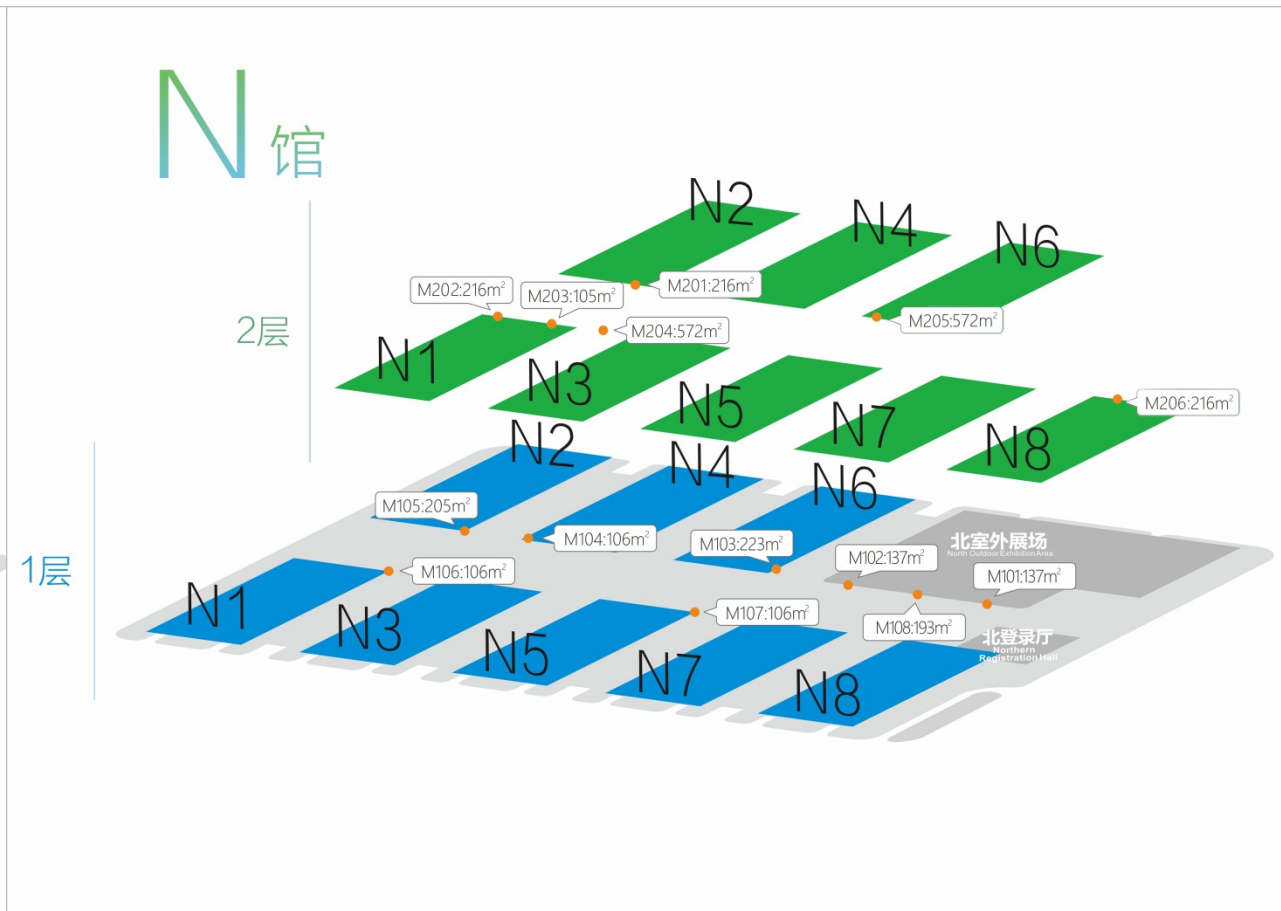 N馆
N2
N4
N6
M202:216m²
M203:105m²
M201:216m²
M204:572m²
M205:572m²
2层
N1
N3
N5
N7
N8
M206:216m²
N2
N4
N6
M105:205m²
M104:106m²
M103:223m²
北室外展场
North Outdoor Exhibition Area
M102:137m²
M101:137m²
1层
M106:106m²
M107:106m²
M108:193m²
北登录厅
Northern
Registration Hall
N1
N3
N5
N7
N8